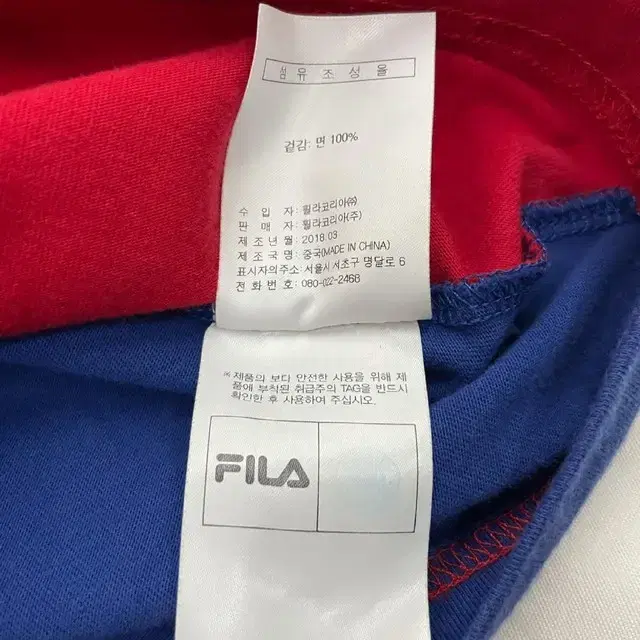 섬 유 조 성 율
겉감: 면 100%
수 입 자: 휠라코리아㈜
판 매 자: 휠라코리아(주)
제 조 년 월: 2018.03
제 조 국 명: 중국(MADE IN CHINA)
표시자의주소: 서울시 서초구 명달로 6
전 화 번 호: 080-022-2468
※제품의 보다 안전한 사용을 위해 제
품에 부착된 취급주의 TAG을 반드시
확인한 후 사용하여 주십시오.
FILA